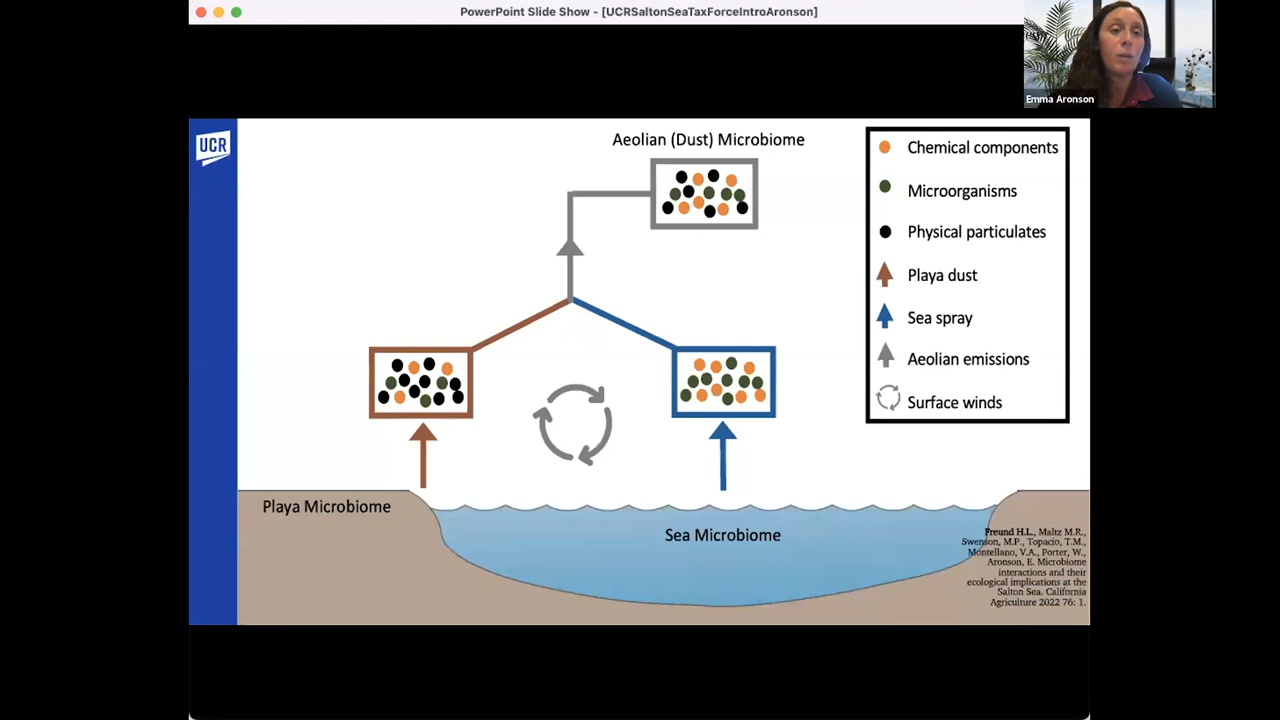 PowerPoint Slide Show - [UCRSaltonSeaTaxForceIntroAronson]
Emma Aronson
UCR
Aeolian (Dust) Microbiome
Chemical components
Microorganisms
Physical particulates
Playa dust
Sea spray
Aeolian emissions
Surface winds
Playa Microbiome
Sea Microbiome
Freund H.L., Maltz M.R.,
Swenson, M.P., Topacio, T.M.,
Montellano, V.A., Porter, W.,
Aronson, E. Microbiome
interactions and their
ecological implications at the
Salton Sea. California
Agriculture 2022 76: 1.